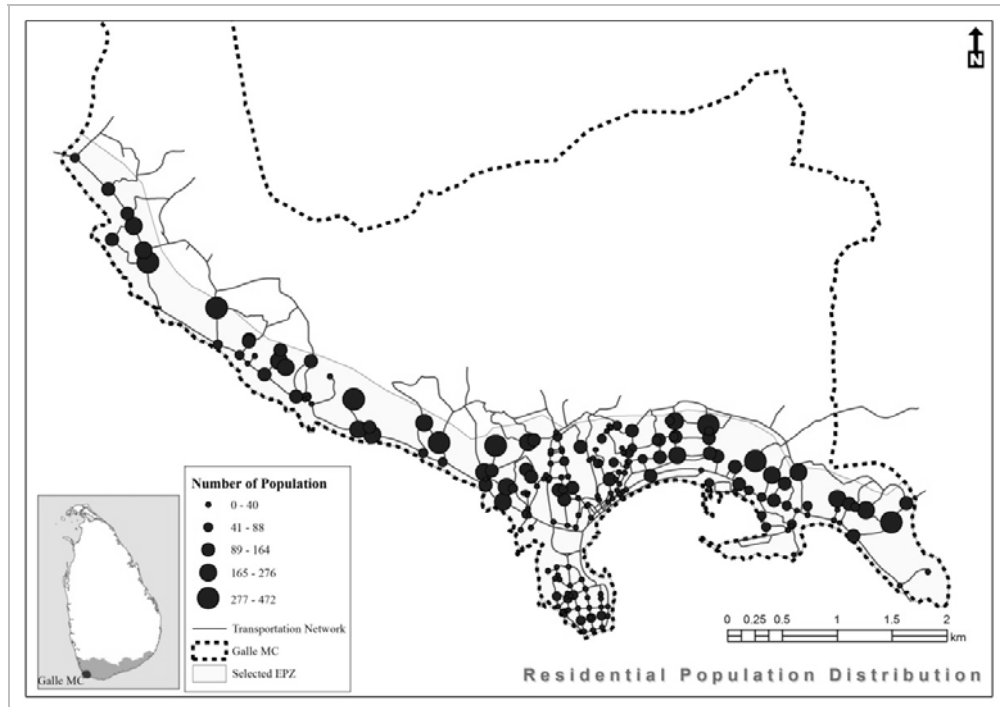 N
Number of Population
0 - 40
41 - 88
89 - 164
165 - 276
277 - 472
Transportation Network
Galle MC
Selected EPZ
Galle MC
0 0.25 0.5 1 1.5 2
km
Residential Population Distribution